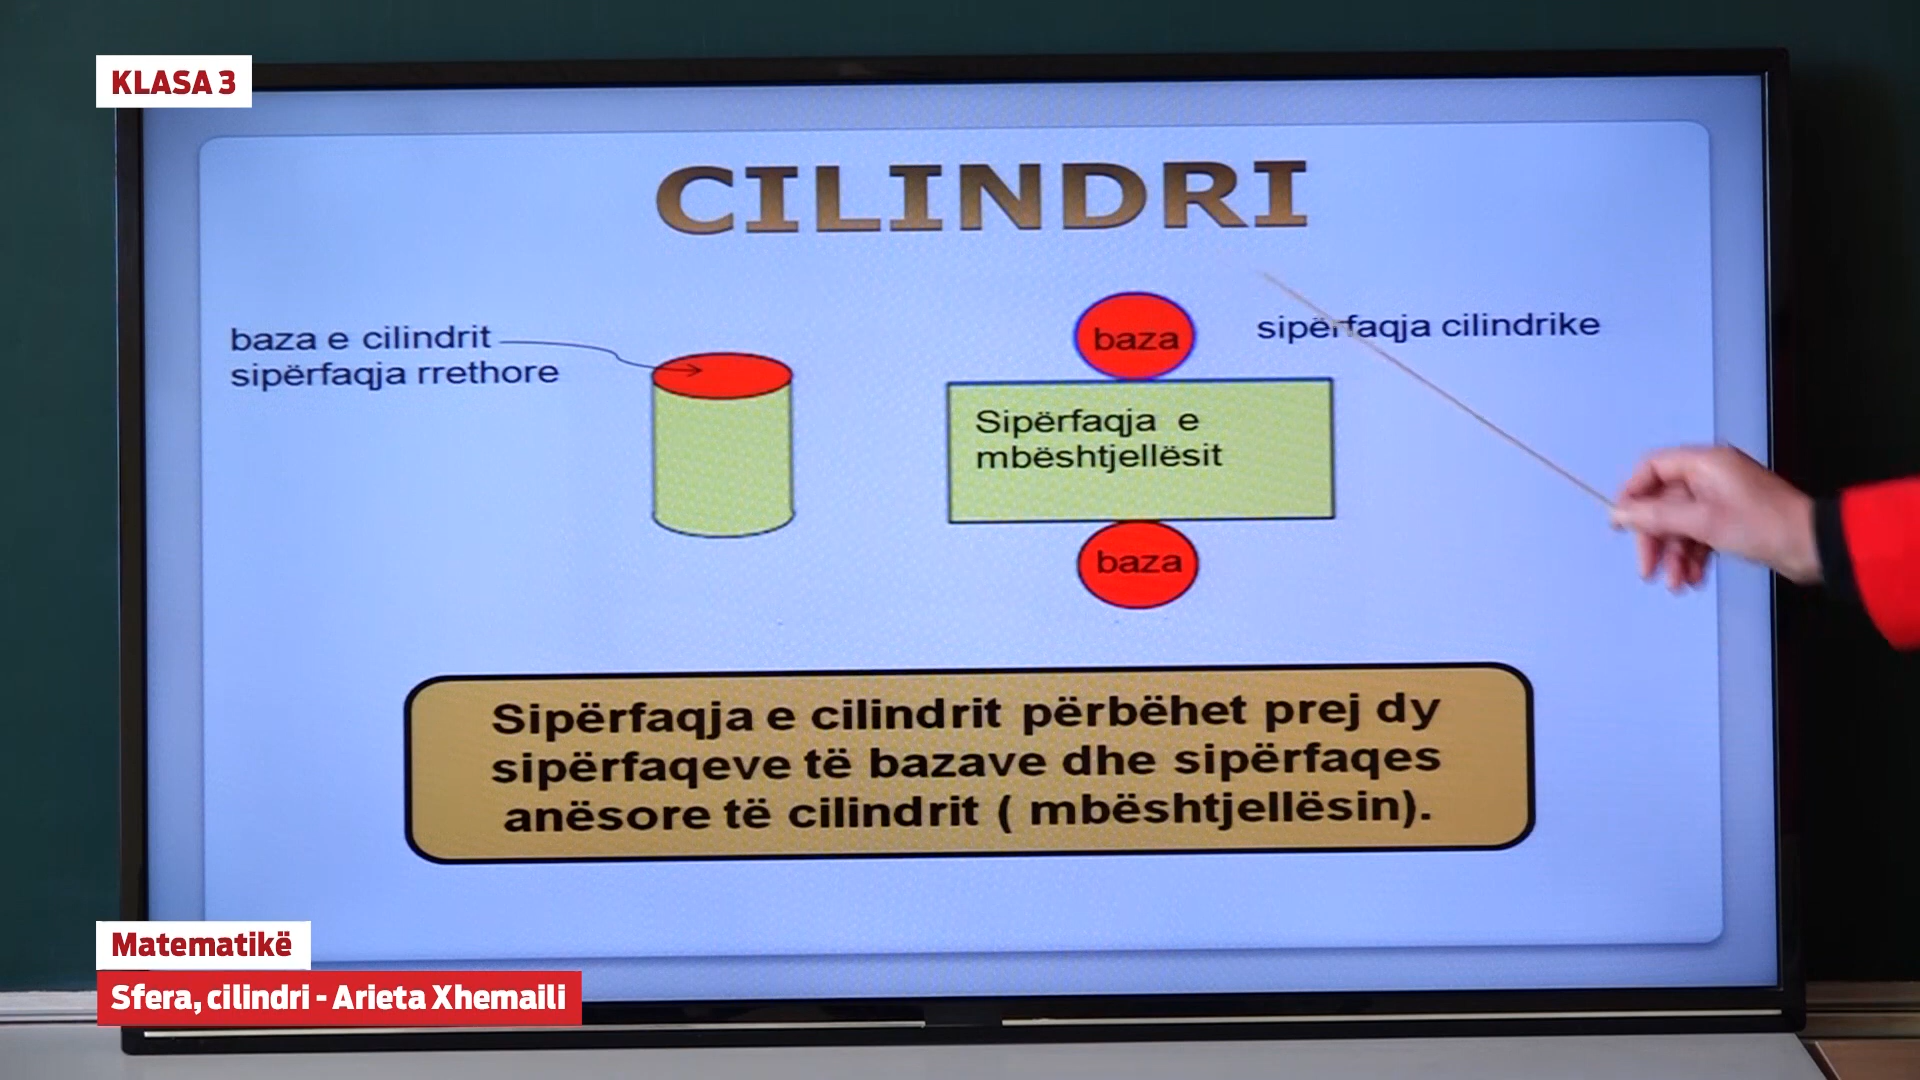 KLASA 3
CILINDRI
baza e cilindrit
sipërfaqja rrethore
baza
sipërfaqja cilindrike
Sipërfaqja e
mbështjellësit
baza
Sipërfaqja e cilindrit përbëhet prej dy
sipërfaqeve të bazave dhe sipërfaqes
anësore të cilindrit ( mbështjellësin).
Matematikë
Sfera, cilindri - Arieta Xhemaili